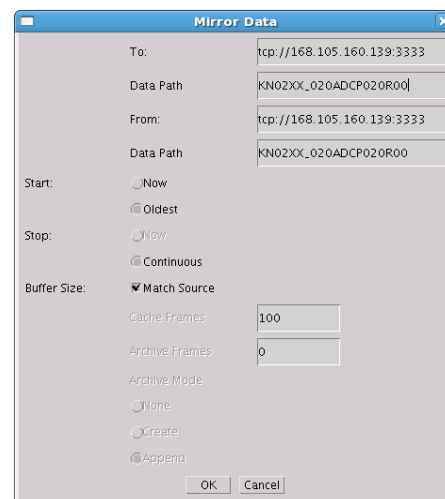 Mirror Data
To: tcp://168.105.160.139:3333
Data Path KN02XX_020ADCP020R00
From: tcp://168.105.160.139:3333
Data Path KN02XX_020ADCP020R00
Start: Now
Oldest
Stop: Now
Continuous
Buffer Size: Match Source
Cache Frames 100
Archive Frames 0
Archive Mode
None
Create
Append
OK Cancel